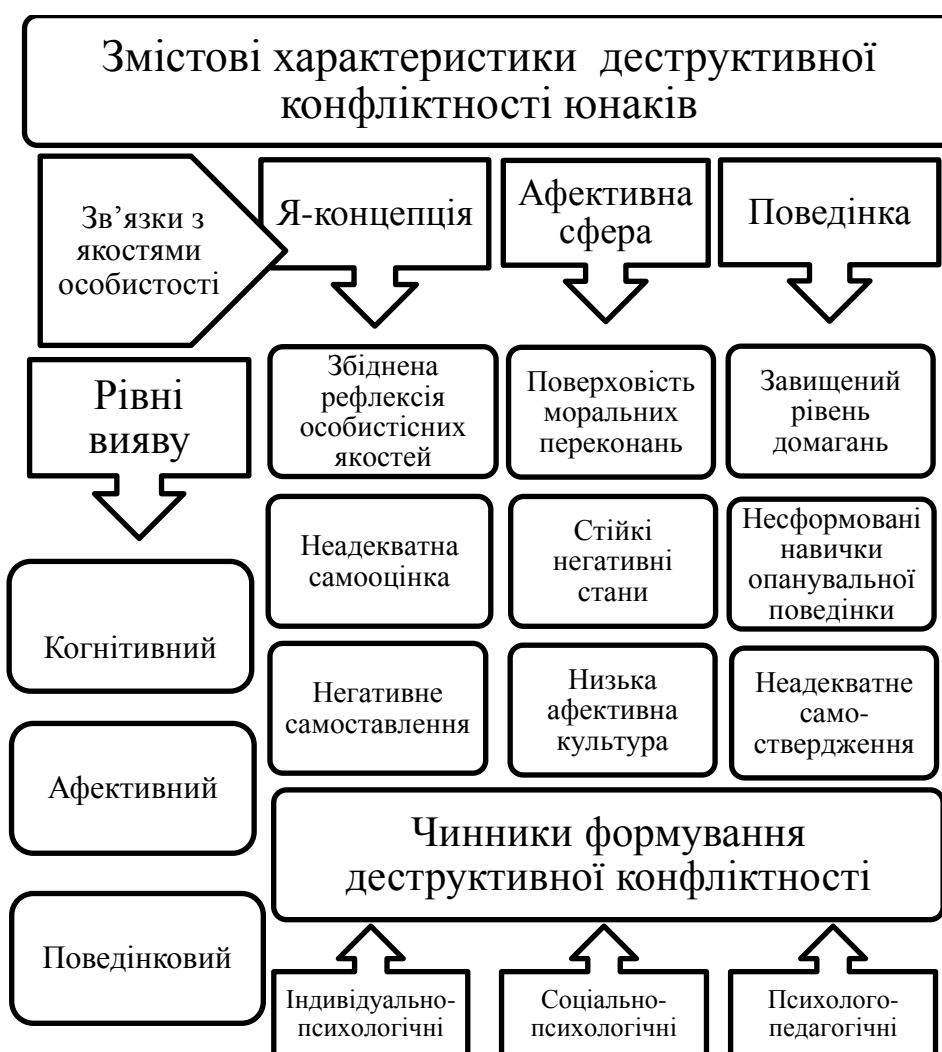 Змістові характеристики деструктивної
конфліктності юнаків
Зв’язки з
якостями
особистості
Я-концепція
Афективна
сфера
Поведінка
Рівні
вияву
Збіднена
рефлексія
особистісних
якостей
Поверховість
моральних
переконань
Завищений
рівень
домагань
Неадекватна
самооцінка
Стійкі
негативні
стани
Несформовані
навички
опанувальної
поведінки
Когнітивний
Негативне
самоставлення
Низька
афективна
культура
Неадекватне
само-
ствердження
Афективний
Чинники формування
деструктивної конфліктності
Поведінковий
Індивідуально-
психологічні
Соціально-
психологічні
Психолого-
педагогічні